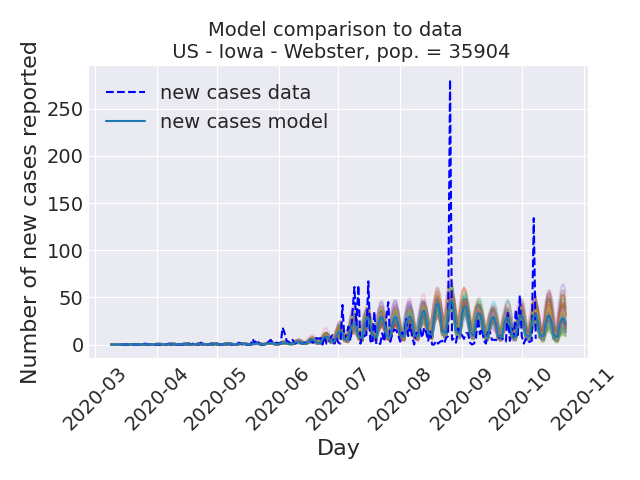 Model comparison to data
US - Iowa - Webster, pop. = 35904
Number of new cases reported
250
200
150
100
50
0
new cases data
new cases model
2020-03
2020-04
2020-05
2020-06
2020-07
2020-08
2020-09
2020-10
2020-11
Day